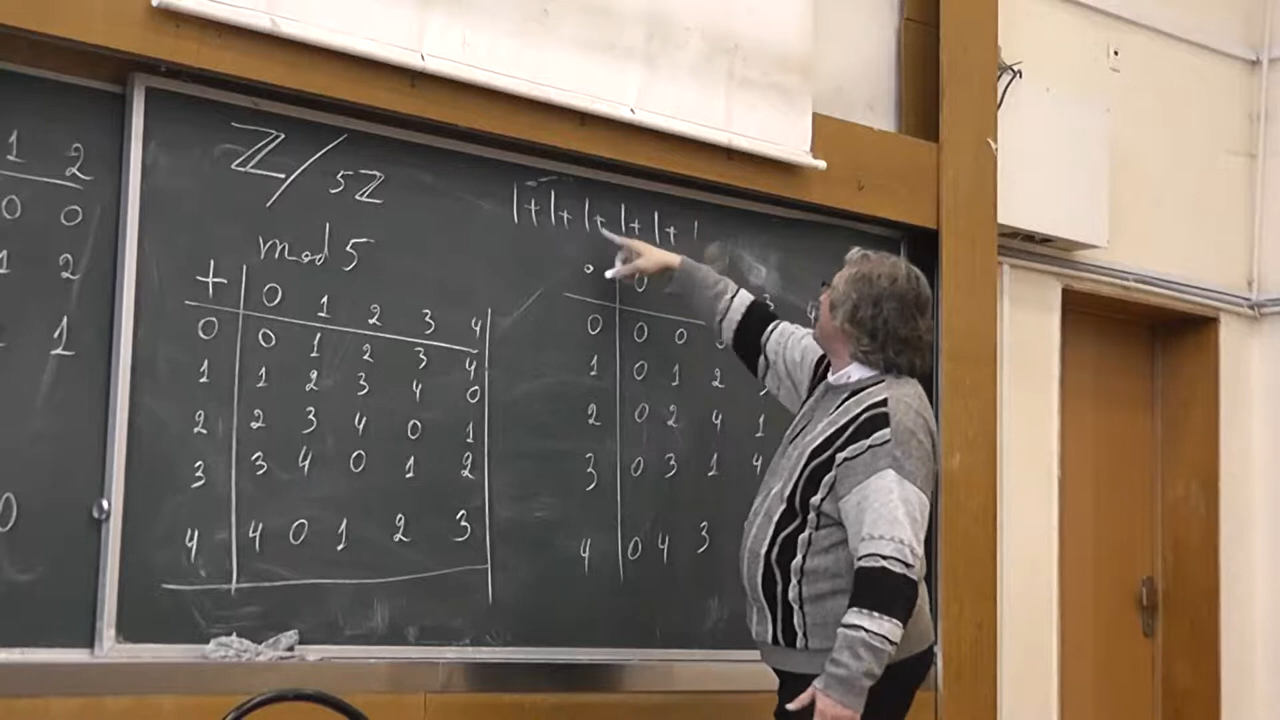 1 2
0 0
1 2
1
0
ℤ/5ℤ
mod 5
+ 0 1 2 3 4
0 0 1 2 3 4
1 1 2 3 4 0
2 2 3 4 0 1
3 3 4 0 1 2
4 4 0 1 2 3
1+1+1+1+1+1
· 0 3
0 0 0
1 0 1 2
2 0 2 4 1
3 0 3 1 4
4 0 4 3